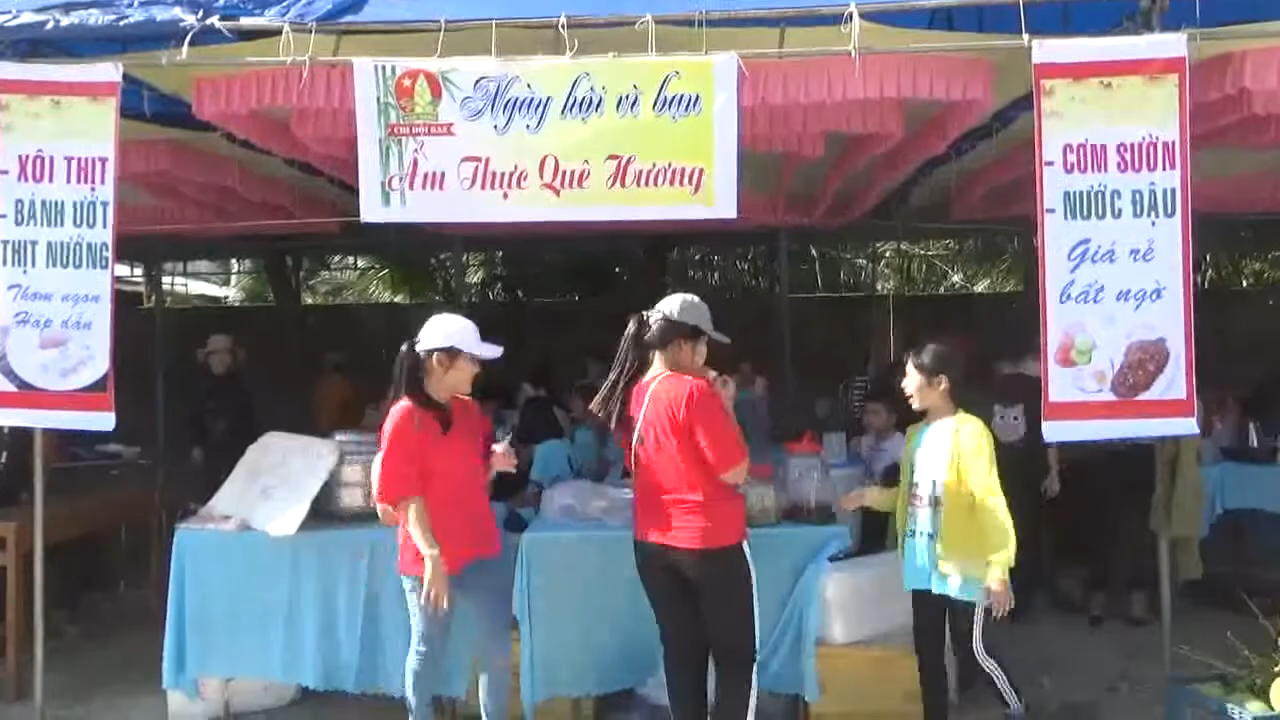 - XÔI THỊT
- BÁNH ƯỚT
THỊT NƯỚNG
Thơm ngon
Hấp dẫn
Ngày hội vì bạn
Ẩm Thực Quê Hương
- CƠM SƯỜN
- NƯỚC ĐẬU
Giá rẻ
bất ngờ